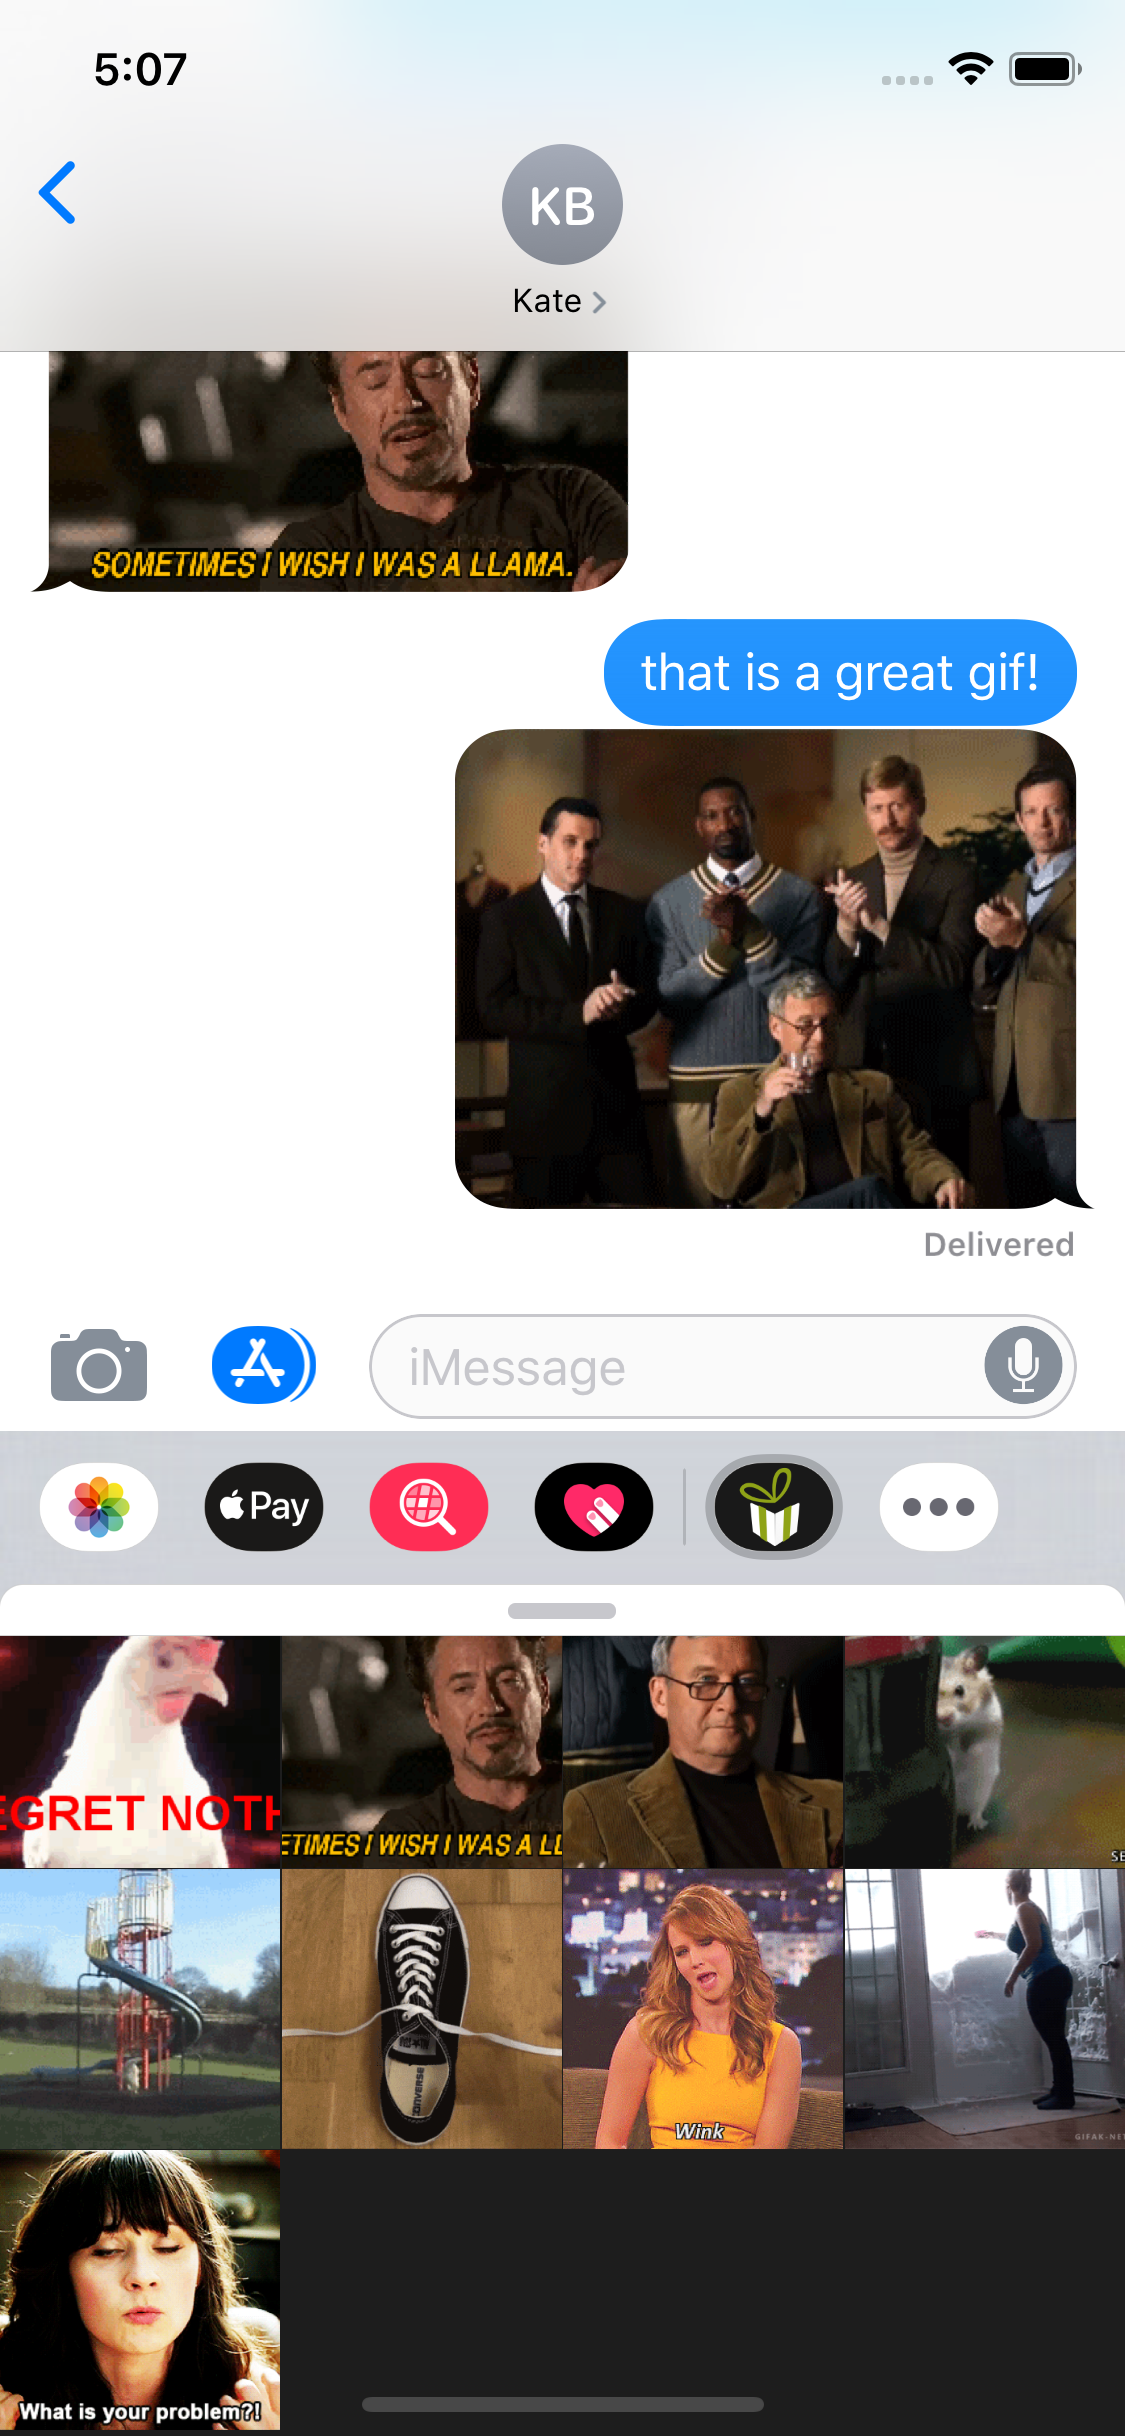 5:07
KB
Kate
SOMETIMES I WISH I WAS A LLAMA.
that is a great gif!
Delivered
iMessage
Pay
EGRET NOTH
ETIMES I WISH I WAS A LL
SE
CONVERSE
Wink
GIFAK-NET
What is your problem?!